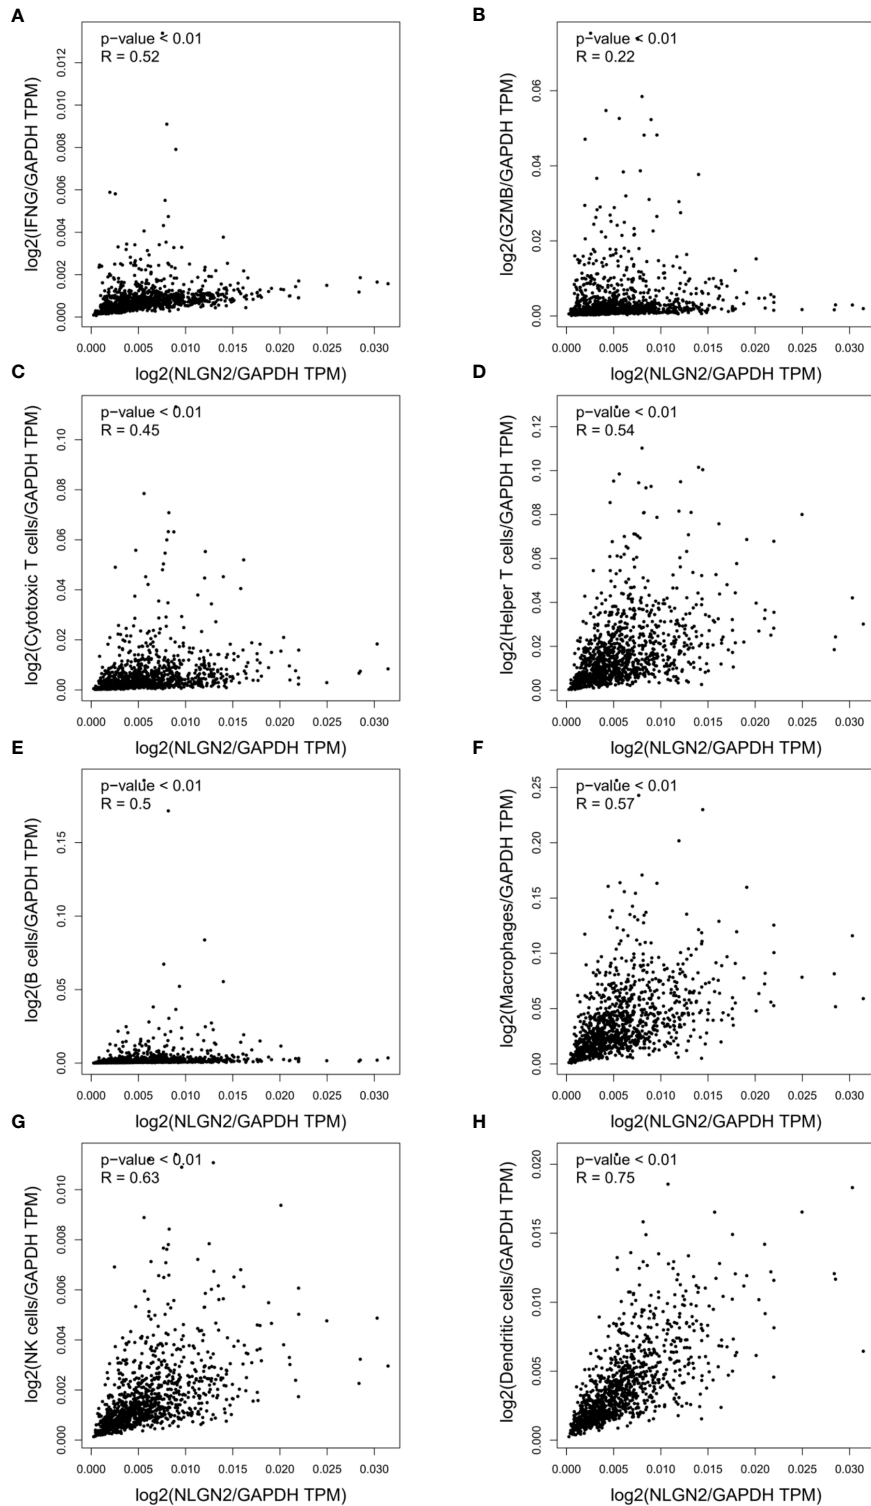 A
p−value < 0.01
R = 0.52
log2(IFNG/GAPDH TPM)
0.000 0.002 0.004 0.006 0.008 0.010 0.012
0.000 0.005 0.010 0.015 0.020 0.025 0.030
log2(NLGN2/GAPDH TPM)
B
p−value < 0.01
R = 0.22
log2(GZMB/GAPDH TPM)
0.00 0.02 0.04 0.06
0.000 0.005 0.010 0.015 0.020 0.025 0.030
log2(NLGN2/GAPDH TPM)
C
p−value < 0.01
R = 0.45
log2(Cytotoxic T cells/GAPDH TPM)
0.00 0.02 0.04 0.06 0.08 0.10
0.000 0.005 0.010 0.015 0.020 0.025 0.030
log2(NLGN2/GAPDH TPM)
D
p−value < 0.01
R = 0.54
log2(Helper T cells/GAPDH TPM)
0.00 0.02 0.04 0.06 0.08 0.10 0.12
0.000 0.005 0.010 0.015 0.020 0.025 0.030
log2(NLGN2/GAPDH TPM)
E
p−value < 0.01
R = 0.5
log2(B cells/GAPDH TPM)
0.00 0.05 0.10 0.15
0.000 0.005 0.010 0.015 0.020 0.025 0.030
log2(NLGN2/GAPDH TPM)
F
p−value < 0.01
R = 0.57
log2(Macrophages/GAPDH TPM)
0.00 0.05 0.10 0.15 0.20 0.25
0.000 0.005 0.010 0.015 0.020 0.025 0.030
log2(NLGN2/GAPDH TPM)
G
p−value < 0.01
R = 0.63
log2(NK cells/GAPDH TPM)
0.000 0.002 0.004 0.006 0.008 0.010
0.000 0.005 0.010 0.015 0.020 0.025 0.030
log2(NLGN2/GAPDH TPM)
H
p−value < 0.01
R = 0.75
log2(Dendritic cells/GAPDH TPM)
0.000 0.005 0.010 0.015 0.020
0.000 0.005 0.010 0.015 0.020 0.025 0.030
log2(NLGN2/GAPDH TPM)